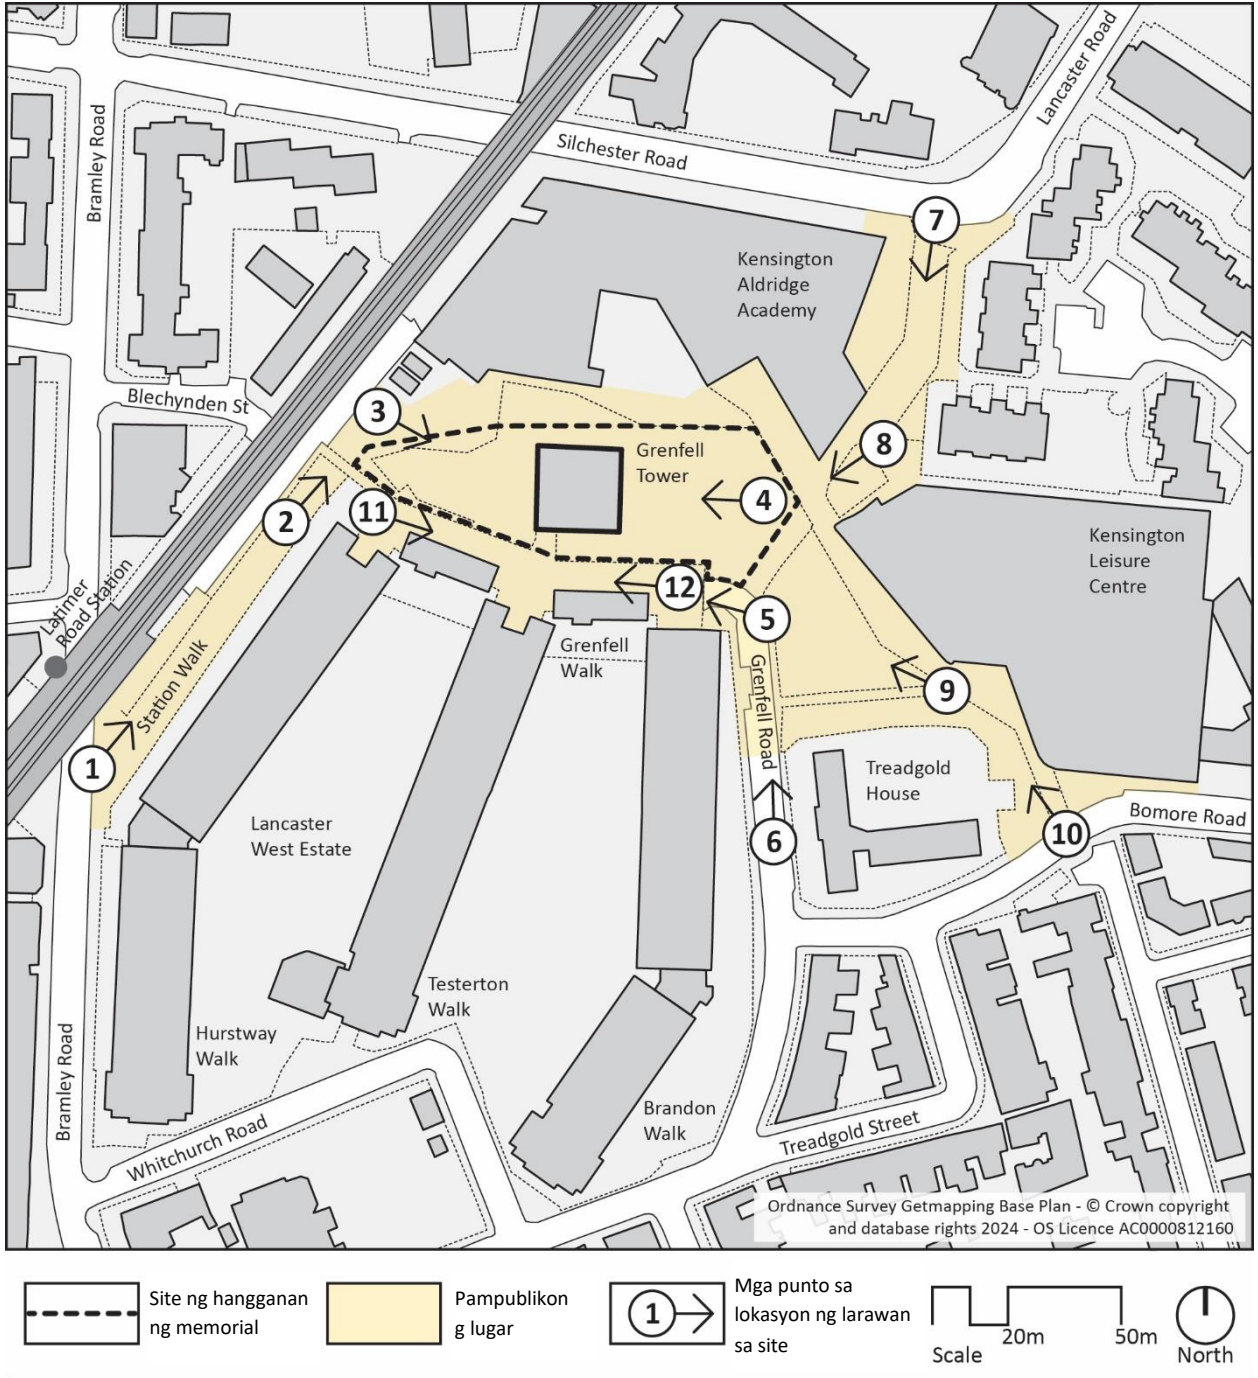 Lancaster Road
Bramley Road
Silchester Road
7
Kensington
Aldridge
Academy
Blechynden St
3
8
Grenfell
Tower
4
2
11
Kensington
Leisure
Centre
Latimer
Road Station
12
5
Grenfell
Walk
Station Walk
Grenfell Road
9
1
Treadgold
House
Bomore Road
6
10
Lancaster
West Estate
Testerton
Walk
Hurstway
Walk
Bramley Road
Brandon
Walk
Whitchurch Road
Treadgold Street
Ordnance Survey Getmapping Base Plan - © Crown copyright
and database rights 2024 - OS Licence AC0000812160
Site ng hangganan
ng memorial
Pampublikon
g lugar
1
Mga punto sa
lokasyon ng larawan
sa site
20m
50m
Scale
North